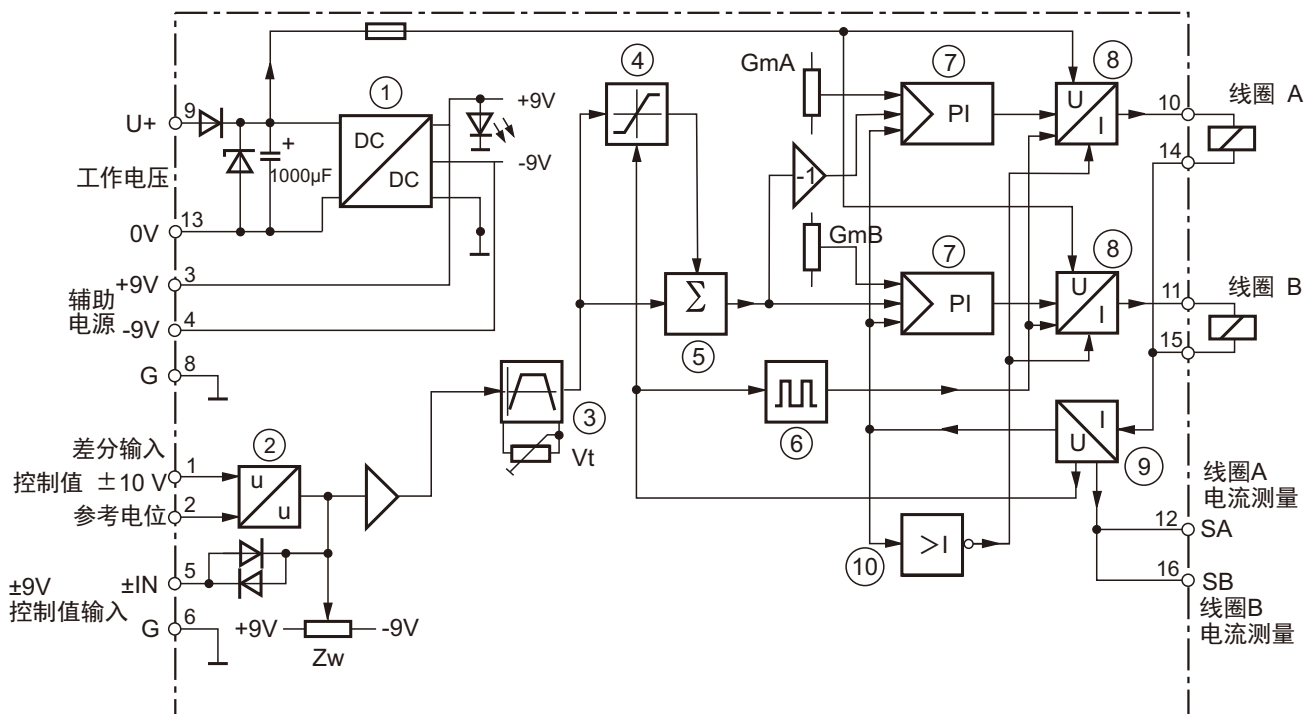 ④
GmA
⑦
⑧
①
+9V
U
I
10
线圈 A
U+
9
+
DC
DC
1000μF
-9V
PI
14
工作电压
-1
0V
13
GmB
⑦
⑧
+9V
3
辅助
电源
-9V
4
Σ
PI
U
I
11
线圈 B
⑤
15
G
8
③
Vt
⑥
I
U
⑨
差分输入
②
控制值 ±10 V
1
u
u
参考电位
2
线圈A
电流测量
12
SA
⑩
>I
±9V
控制值输入
±IN
5
16
SB
线圈B
电流测量
G
6
+9V
-9V
Zw